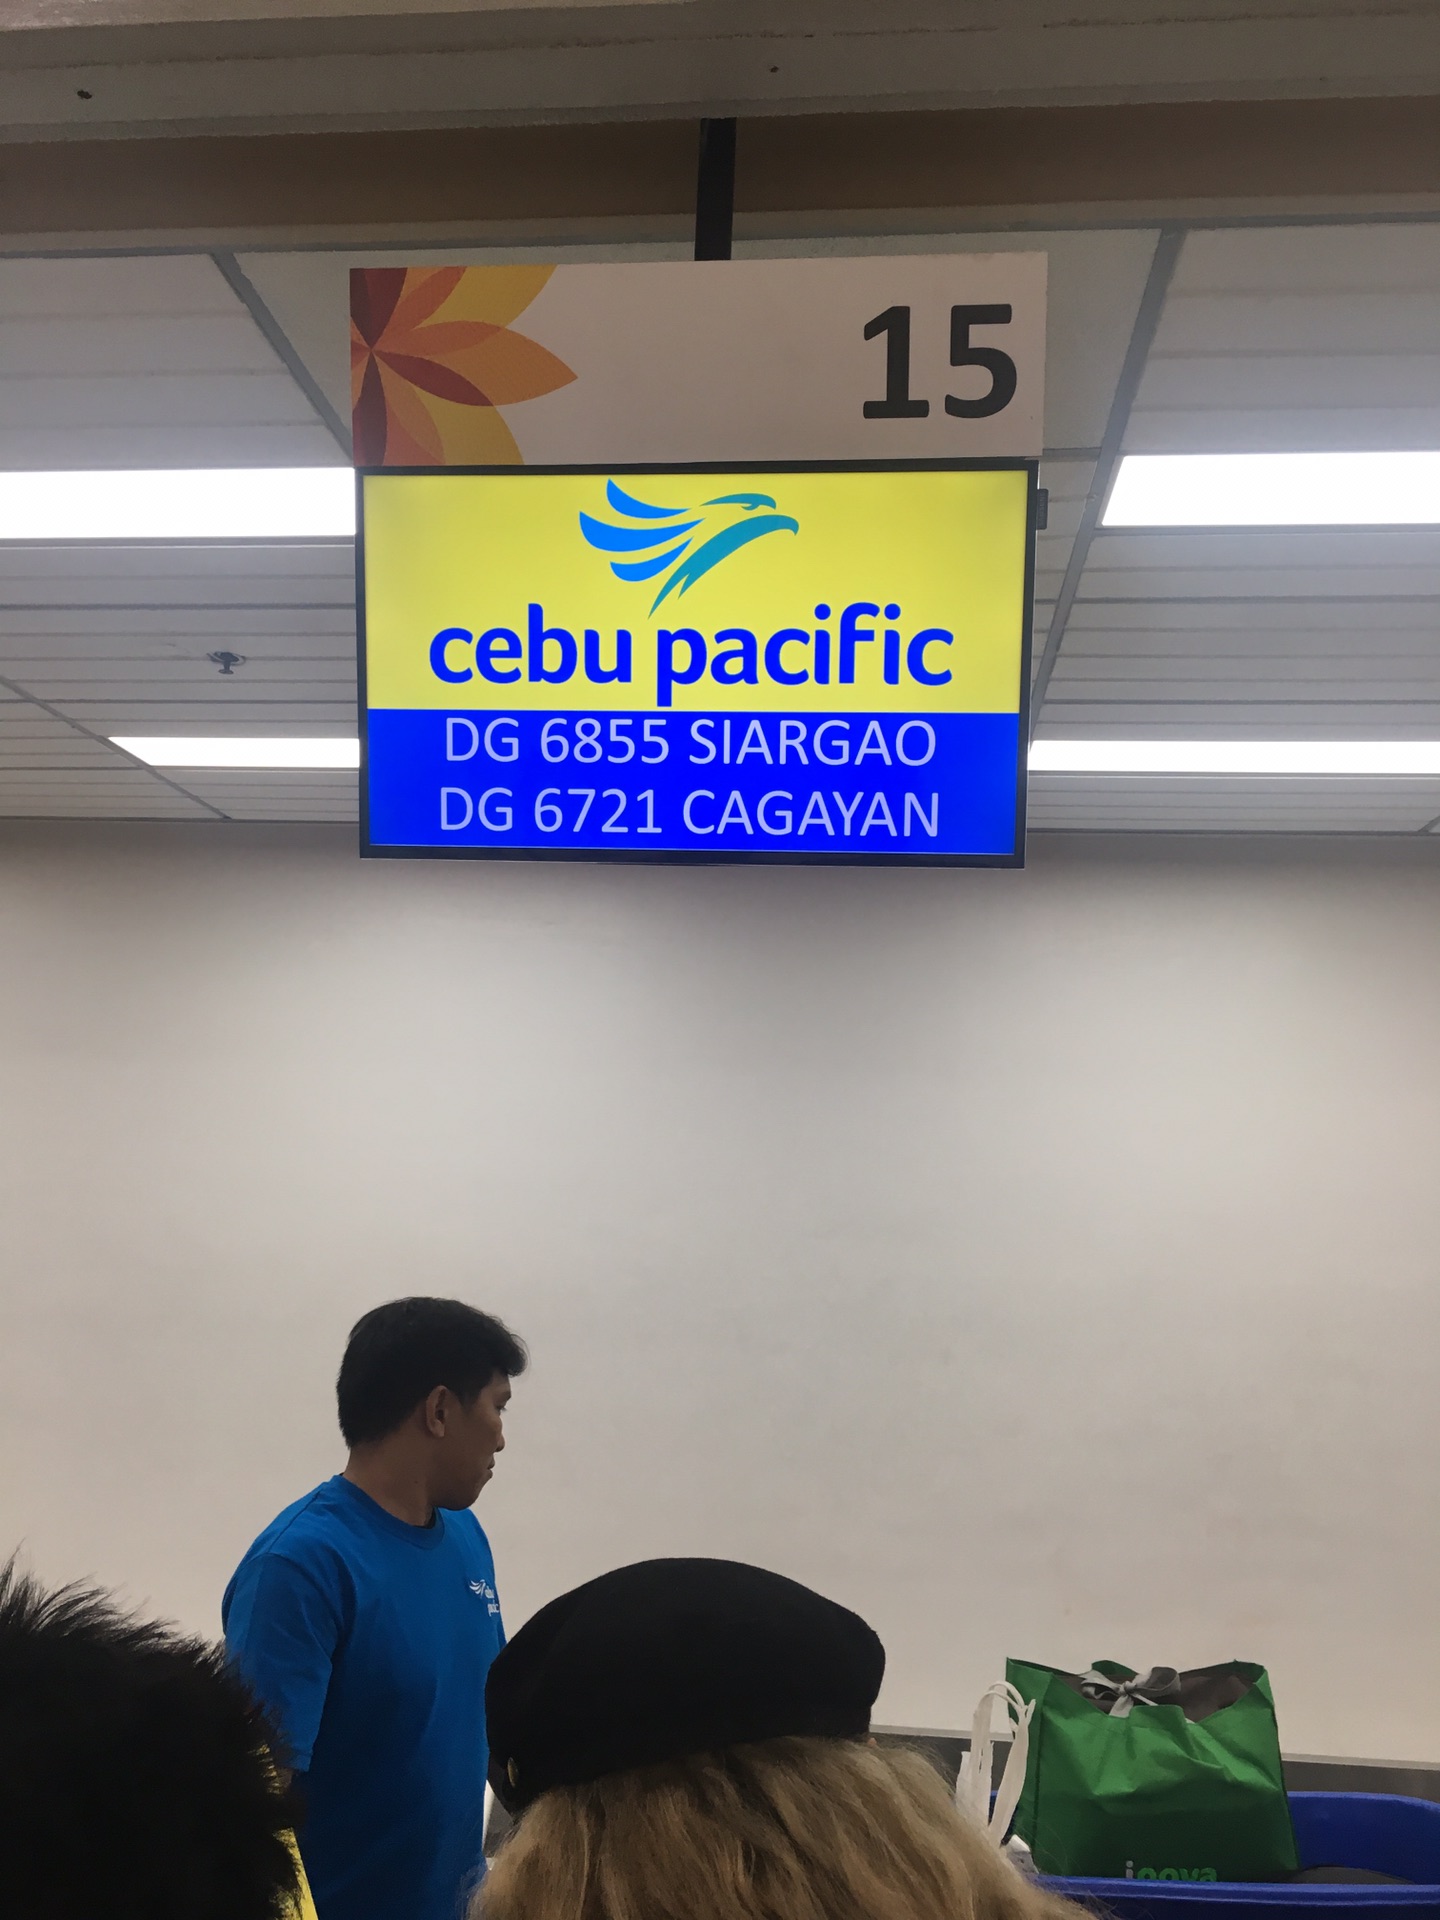 15
cebu pacific
DG 6855 SIARGAO
DG 6721 CAGAYAN